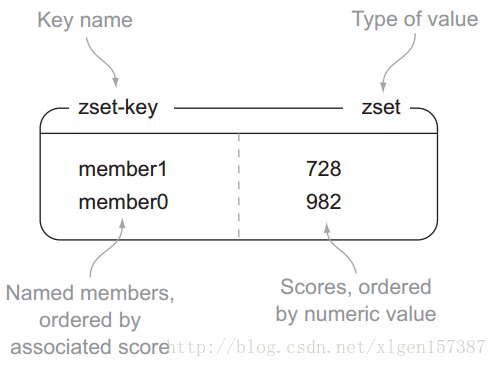 Key name
Type of value
zset-key
zset
member1
728
member0
982
Named members,
ordered by
associated score
Scores, ordered
by numeric value
http://blog.csdn.net/xlgen157387